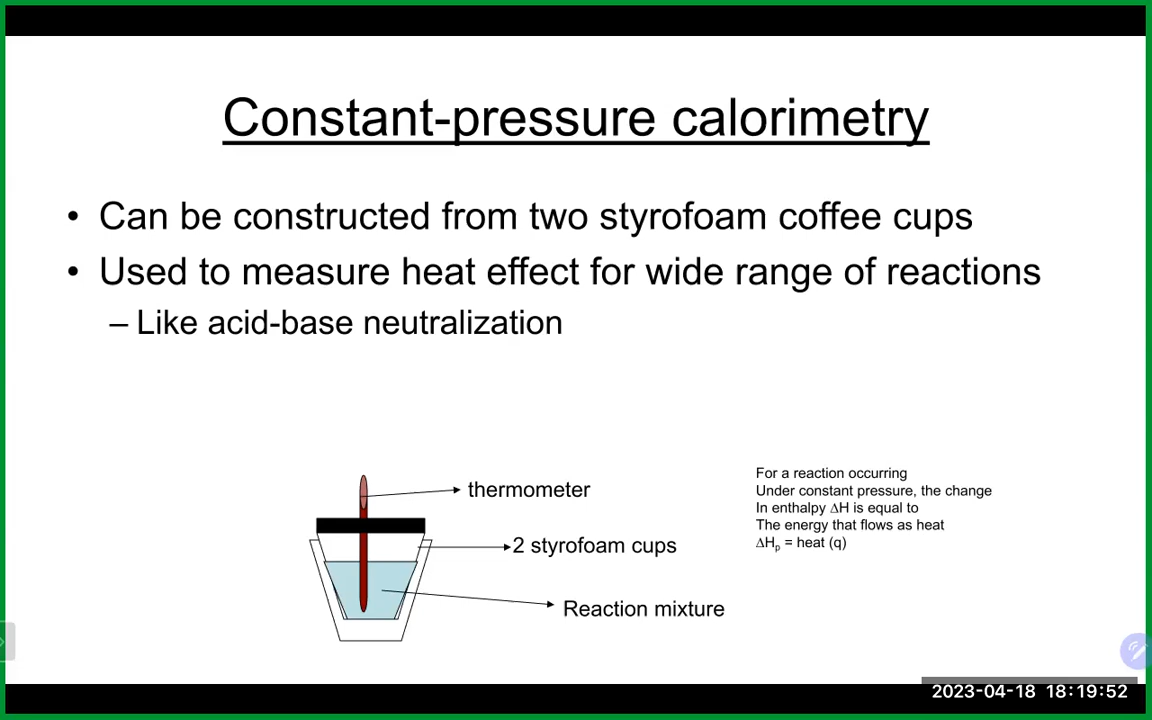 Constant-pressure calorimetry
• Can be constructed from two styrofoam coffee cups
• Used to measure heat effect for wide range of reactions
– Like acid-base neutralization
thermometer
2 styrofoam cups
Reaction mixture
For a reaction occurring
Under constant pressure, the change
In enthalpy ΔH is equal to
The energy that flows as heat
ΔHₚ = heat (q)
2023-04-18 18:19:52